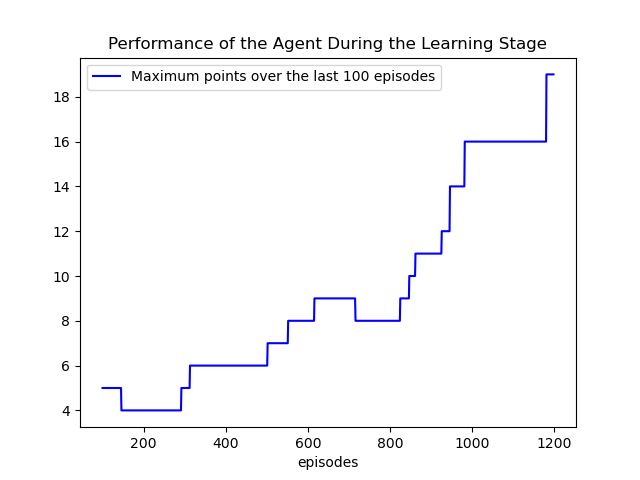 Performance of the Agent During the Learning Stage
Maximum points over the last 100 episodes
18
16
14
12
10
8
6
4
200 400 600 800 1000 1200
episodes